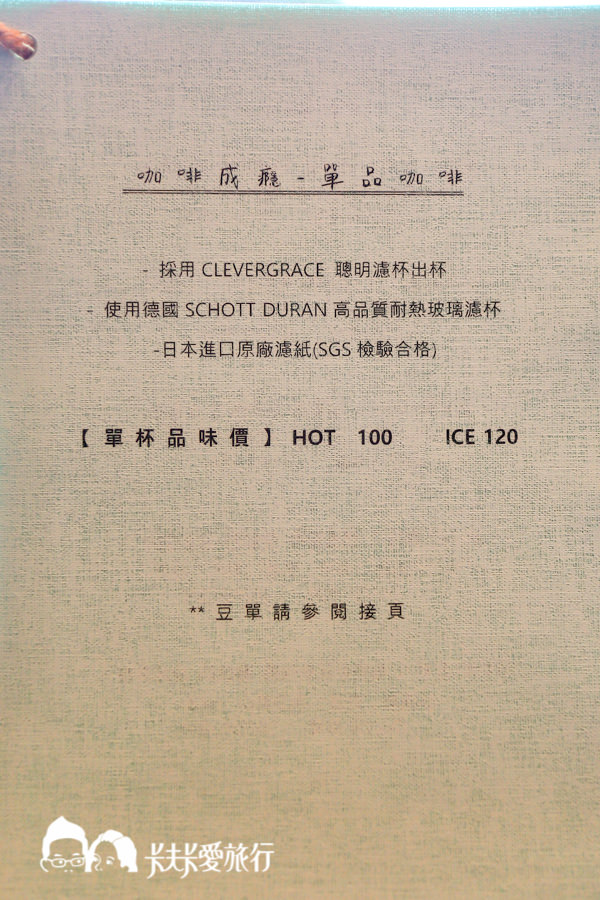 咖啡成癮-單品咖啡
- 採用 CLEVERGRACE 聰明濾杯出杯
- 使用德國 SCHOTT DURAN 高品質耐熱玻璃濾杯
-日本進口原廠濾紙(SGS 檢驗合格)
【單杯品味價】 HOT 100 ICE 120
** 豆單請參閱接頁
卡夫卡愛旅行